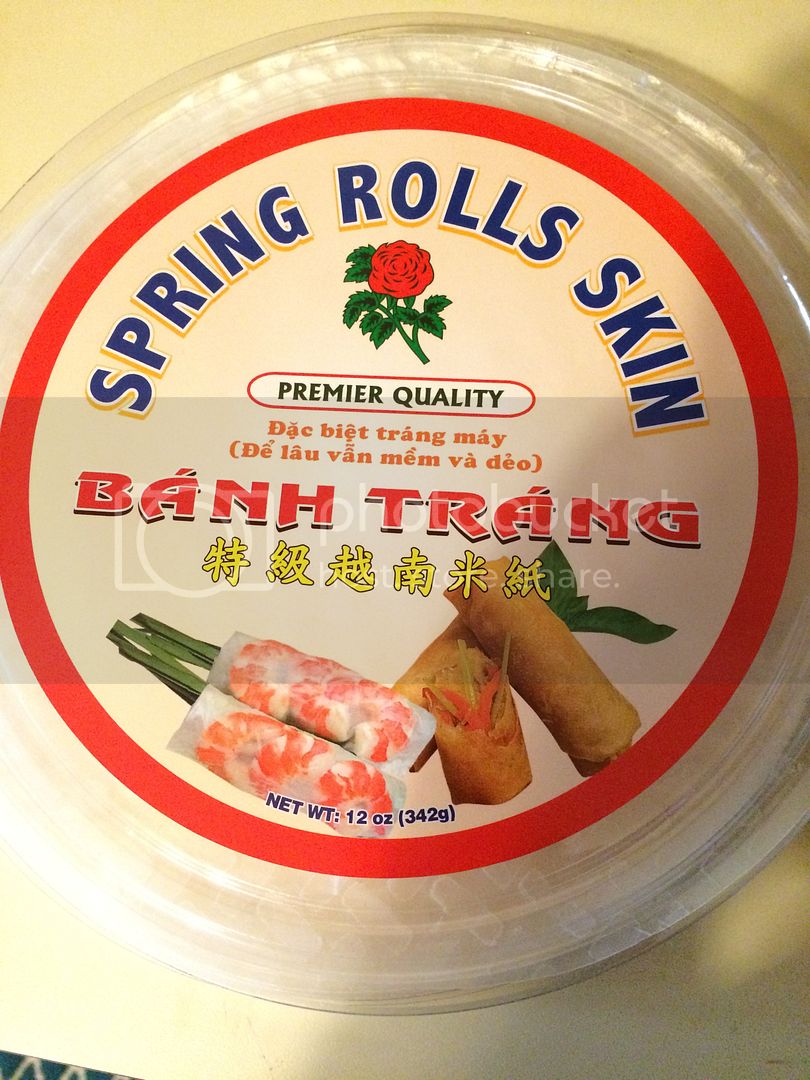 SPRING ROLLS SKIN
PREMIER QUALITY
Đặc biệt tráng máy
(Để lâu vẫn mềm và dẻo)
BÁNH TRÁNG
photobucket
特級越南米紙
NET WT: 12 oz (342g)